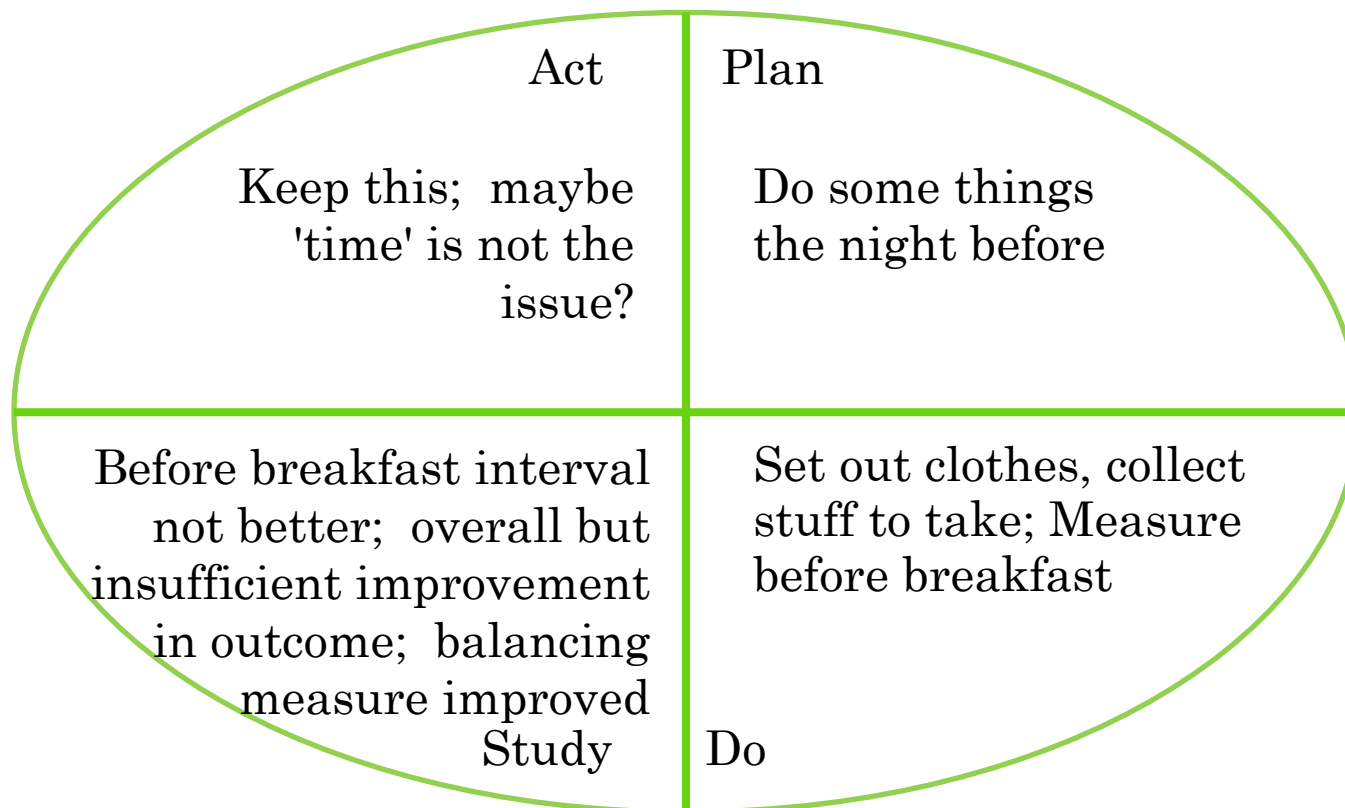 Act
Keep this;  maybe
'time' is not the
issue?
Plan
Do some things
the night before
Before breakfast interval
not better;  overall but
insufficient improvement
in outcome;  balancing
measure improved
Study
Set out clothes, collect
stuff to take; Measure
before breakfast
Do